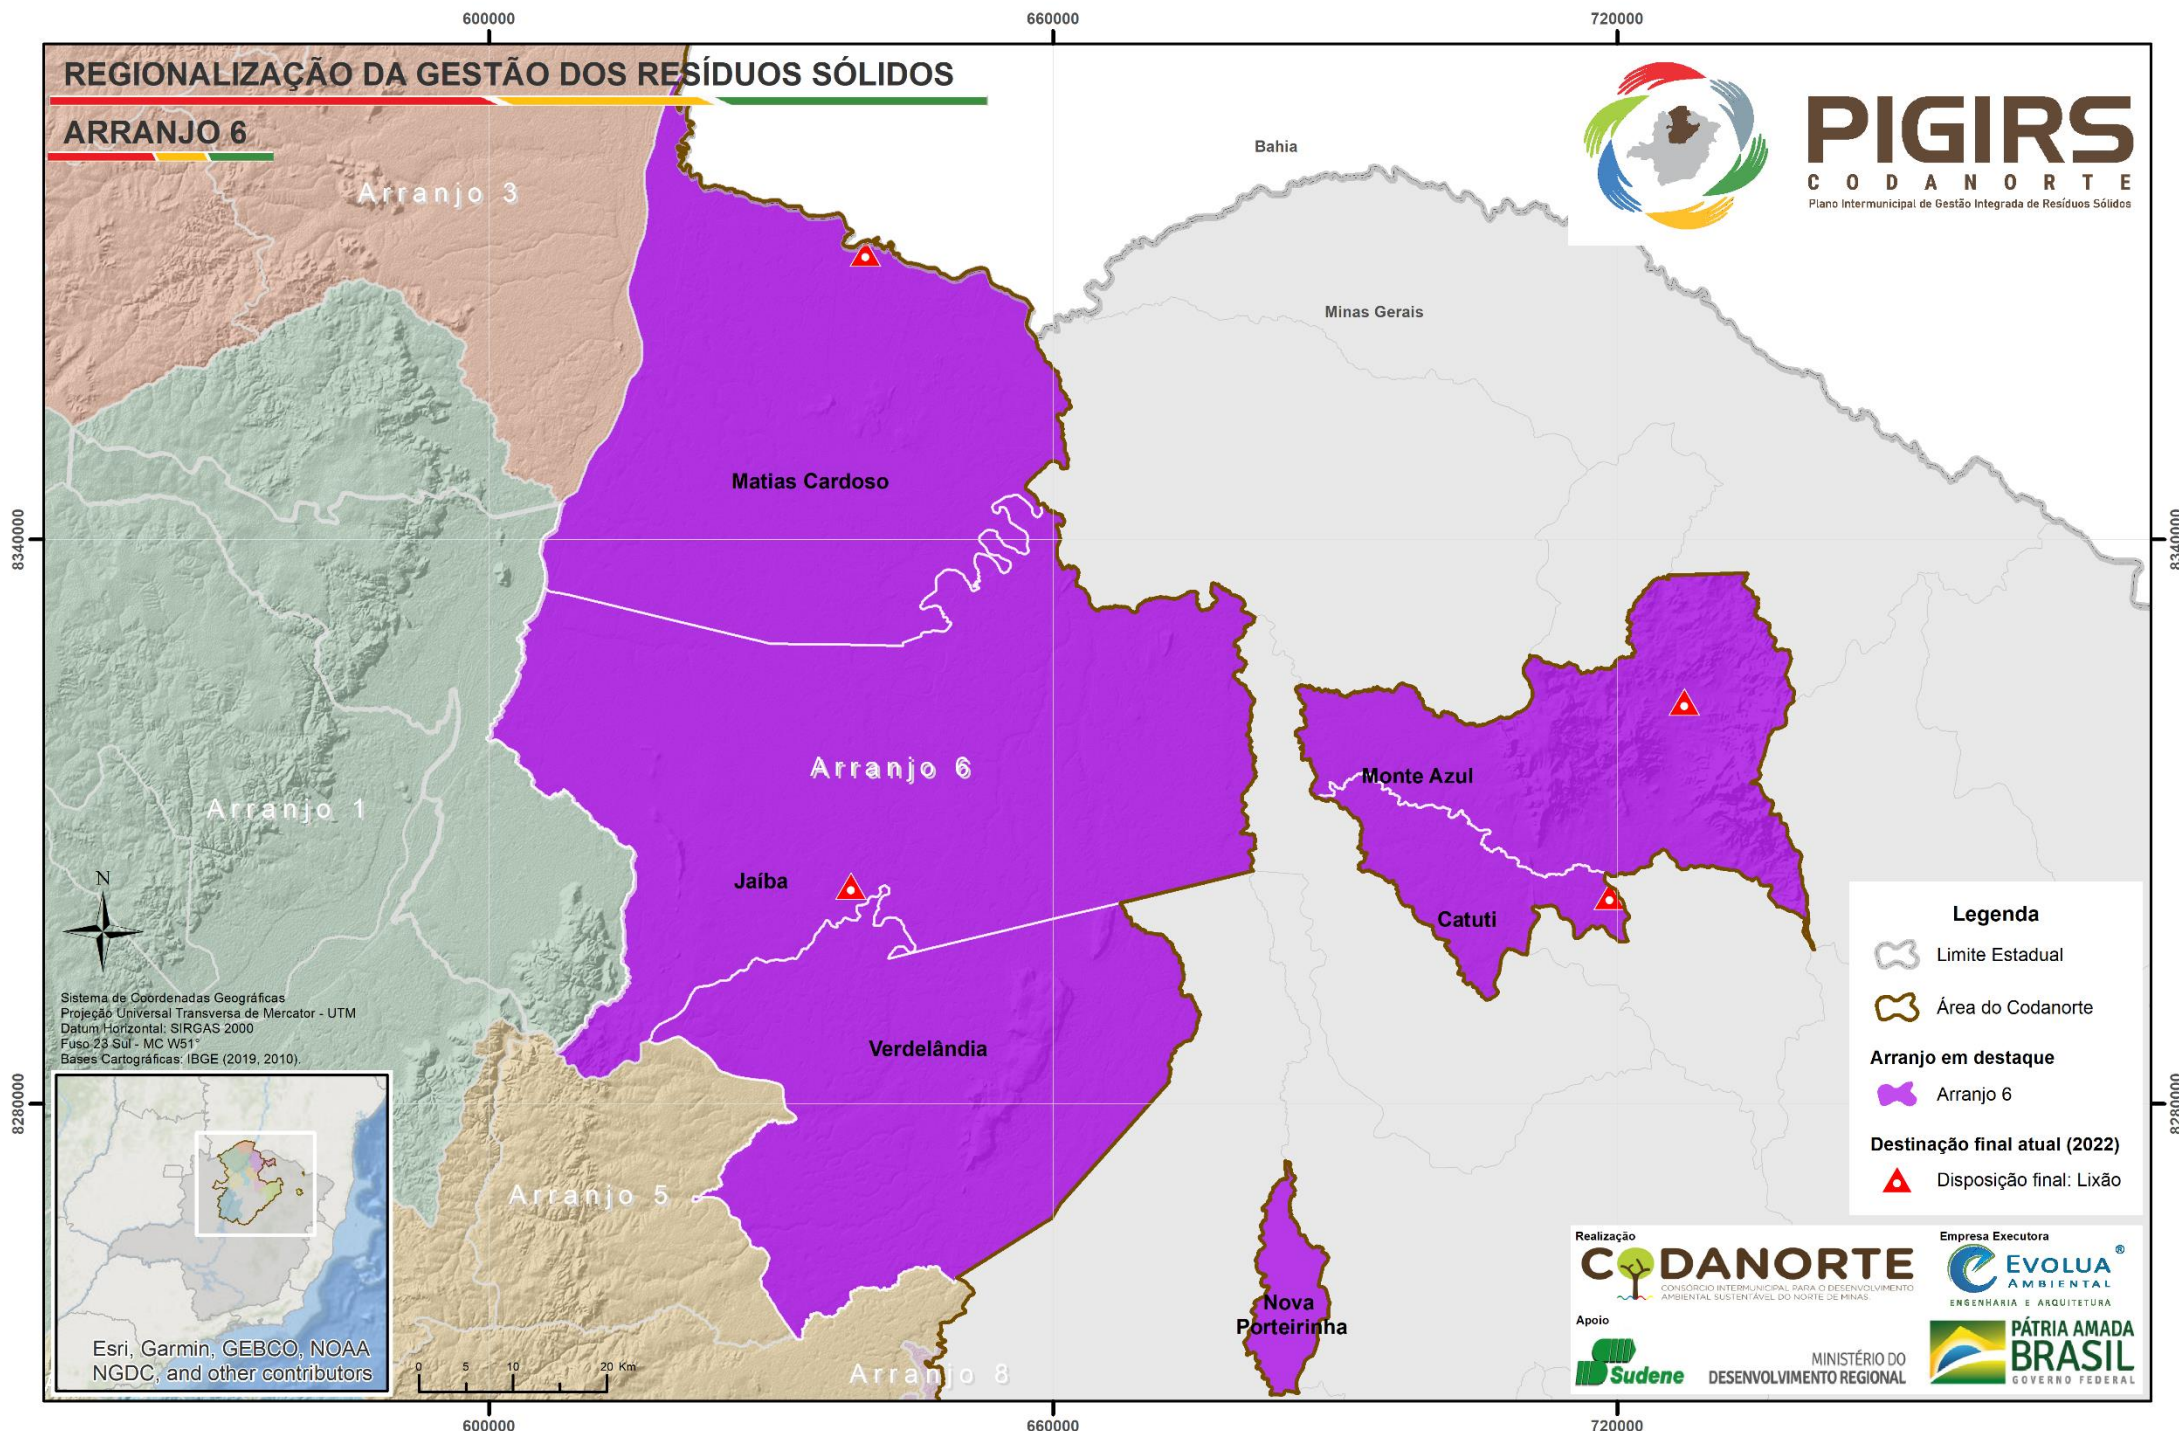 600000
660000
720000
REGIONALIZAÇÃO DA GESTÃO DOS RESÍDUOS SÓLIDOS
ARRANJO 6
PIGIRS
CODANORTE
Plano Intermunicipal de Gestão Integrada de Resíduos Sólidos
Bahia
Arranjo 3
Minas Gerais
Matias Cardoso
8340000
8340000
Arranjo 6
Monte Azul
Arranjo 1
Jaíba
Catuti
N
Legenda
Limite Estadual
Área do Codanorte
Arranjo em destaque
Arranjo 6
Destinação final atual (2022)
Disposição final: Lixão
Sistema de Coordenadas Geográficas
Projeção Universal Transversa de Mercator - UTM
Datum Horizontal: SIRGAS 2000
Fuso 23 Sul - MC W51°
Bases Cartográficas: IBGE (2019, 2010).
Verdelândia
8280000
8280000
Arranjo 5
Nova
Porteirinha
Arranjo 8
Esri, Garmin, GEBCO, NOAA
NGDC, and other contributors
0 5 10 20 Km
Realização
CODANORTE
CONSÓRCIO INTERMUNICIPAL PARA O DESENVOLVIMENTO
AMBIENTAL SUSTENTÁVEL DO NORTE DE MINAS
Empresa Executora
EVOLUA®
AMBIENTAL
ENGENHARIA E ARQUITETURA
Apoio
Sudene
MINISTÉRIO DO
DESENVOLVIMENTO REGIONAL
PÁTRIA AMADA
BRASIL
GOVERNO FEDERAL
600000
660000
720000